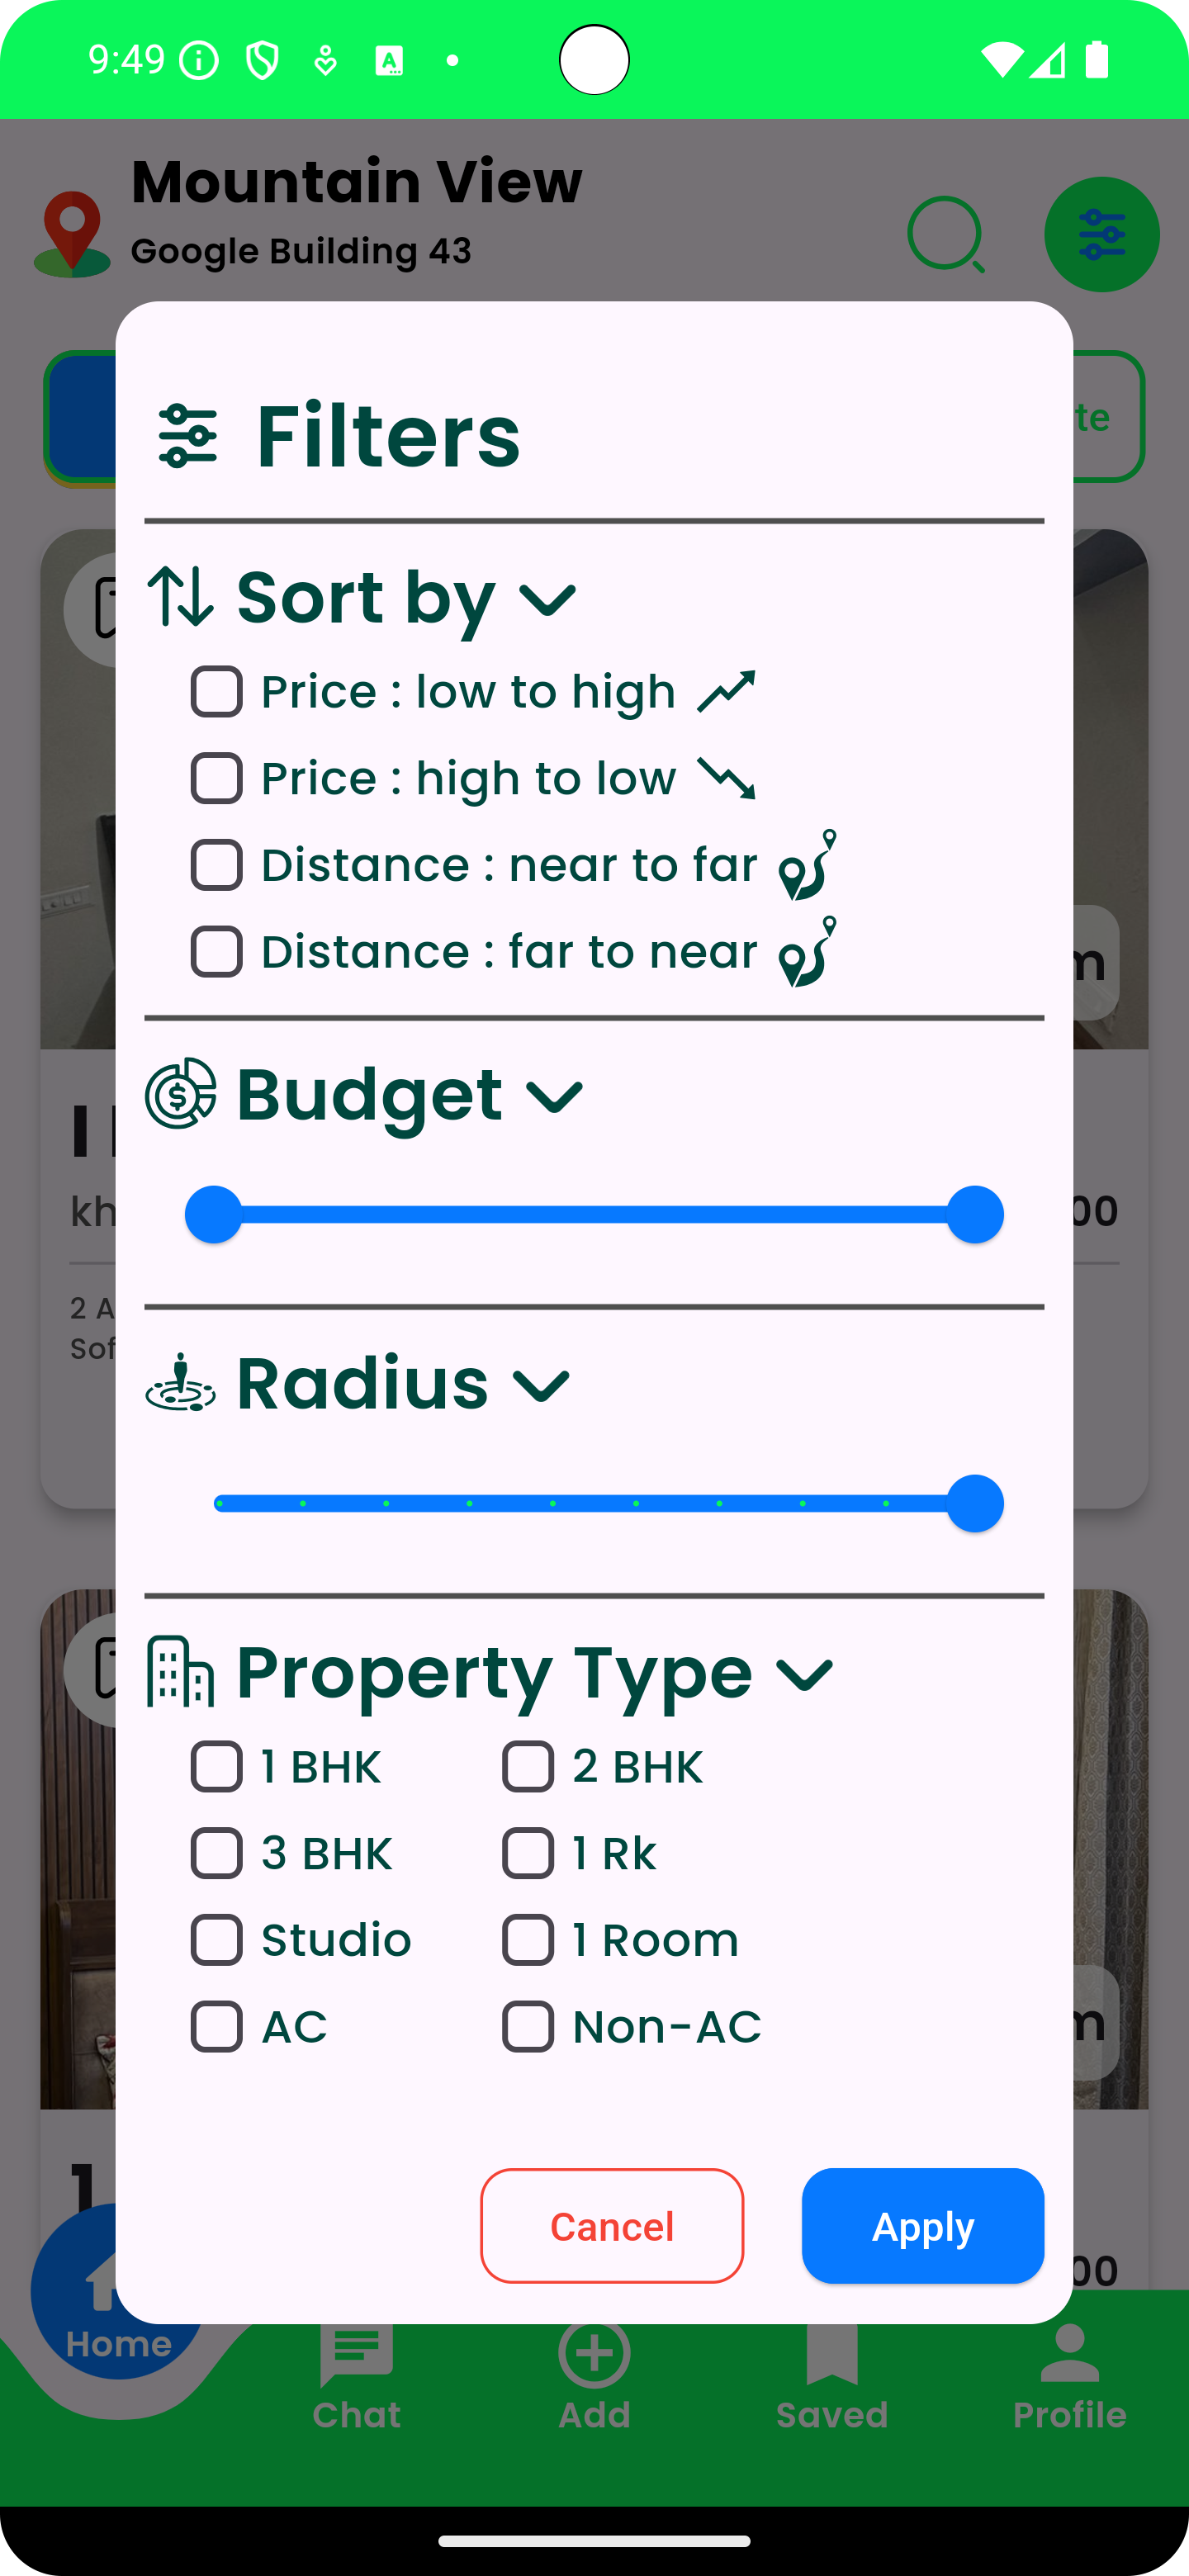 9:49
Mountain View
Google Building 43
te
Filters
Sort by
Price : low to high
Price : high to low
Distance : near to far
Distance : far to near
m
Budget
kh
00
2 A
Sof
Radius
Property Type
1 BHK
2 BHK
3 BHK
1 Rk
Studio
1 Room
AC
Non-AC
m
1
Cancel
Apply
00
Home
Chat
Add
Saved
Profile